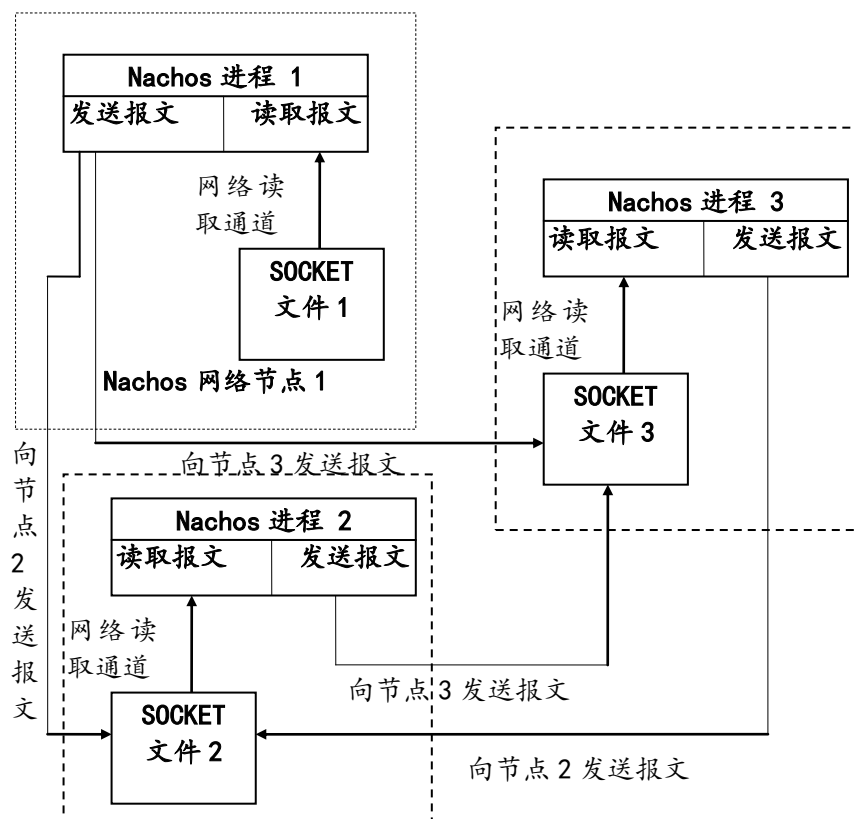 Nachos 进程 1
发送报文 读取报文
网络读
取通道
SOCKET
文件1
Nachos 网络节点1
Nachos 进程 3
读取报文 发送报文
网络读
取通道
SOCKET
文件3
向节点3发送报文
向
节
点
2
发
送
报
文
Nachos 进程 2
读取报文 发送报文
网络读
取通道
SOCKET
文件2
向节点3发送报文
向节点2发送报文